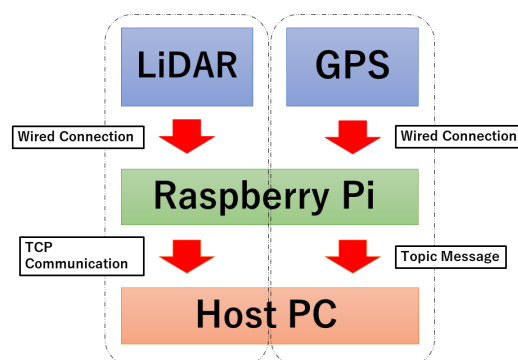 LiDAR
GPS
Wired Connection
Wired Connection
Raspberry Pi
TCP
Communication
Topic Message
Host PC